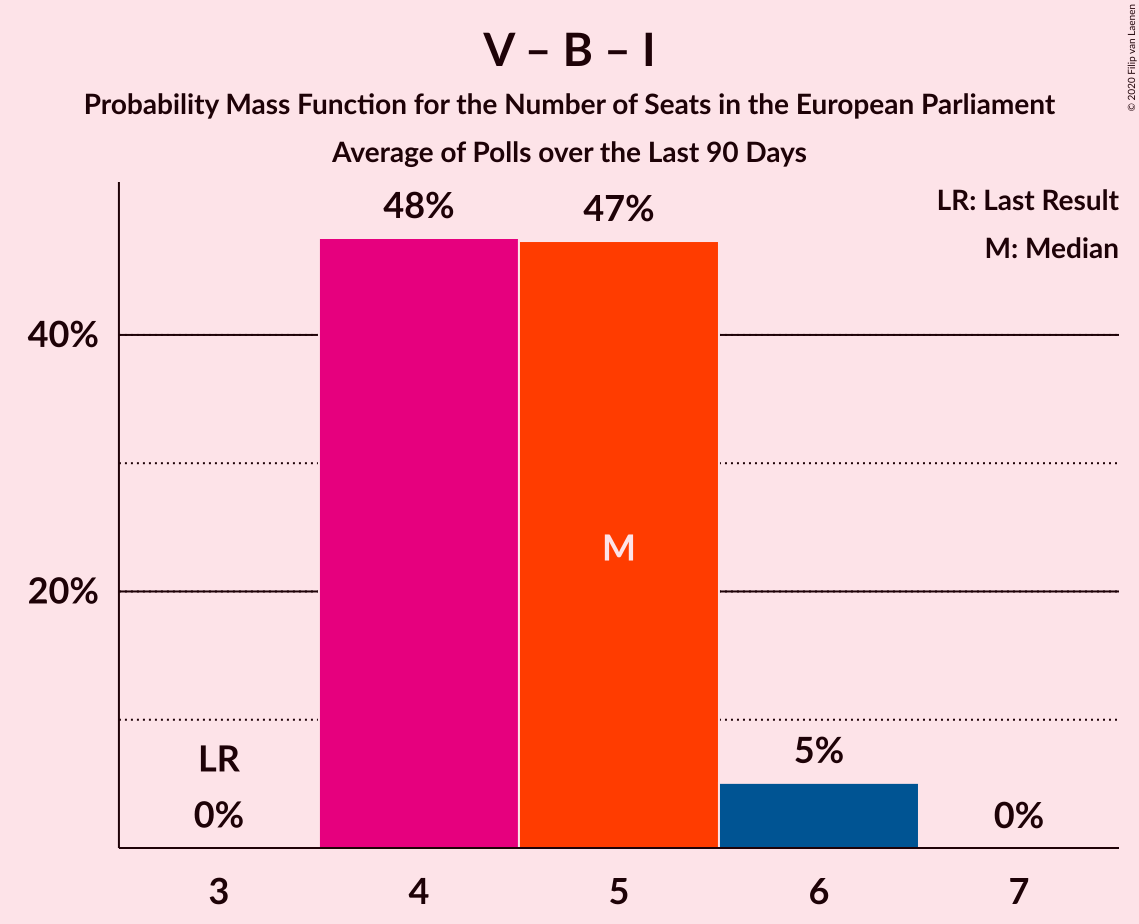 V – B – I
Probability Mass Function for the Number of Seats in the European Parliament
Average of Polls over the Last 90 Days
© 2020 Filip van Laenen
LR: Last Result
M: Median
48%
47%
40%
M
20%
LR
0%
5%
0%
3
4
5
6
7